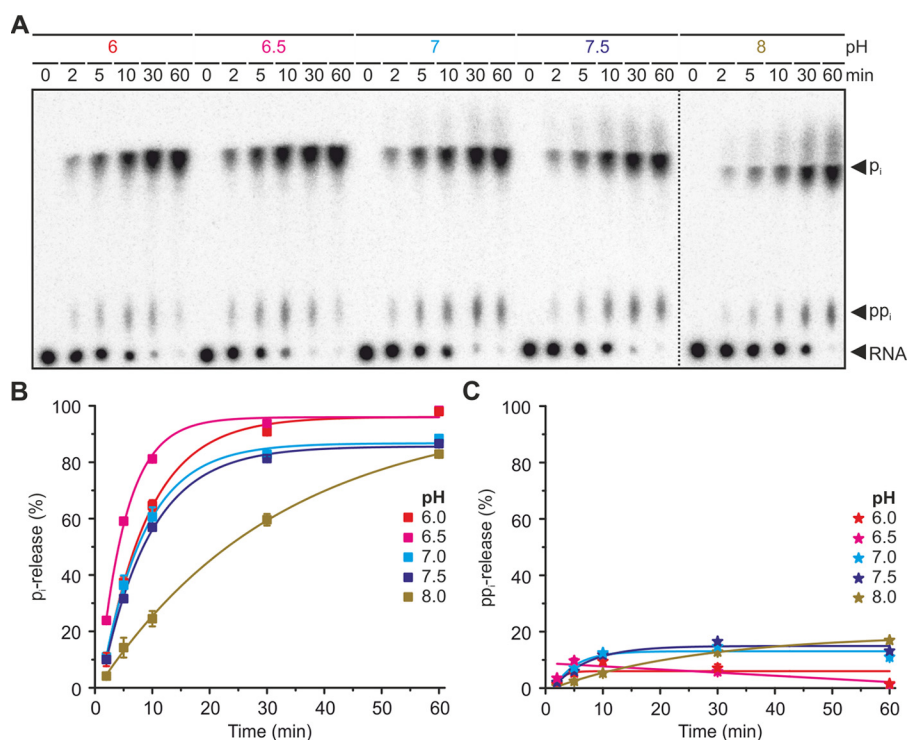 A
6 6.5 7 7.5 8 pH
0 2 5 10 30 60 0 2 5 10 30 60 0 2 5 10 30 60 0 2 5 10 30 60 0 2 5 10 30 60 min
pᵢ
ppᵢ
RNA
B
100
80
60
40
20
0
0 10 20 30 40 50 60
Time (min)
pᵢ-release (%)
pH
6.0
6.5
7.0
7.5
8.0
C
100
80
60
40
20
0
0 10 20 30 40 50 60
Time (min)
ppᵢ-release (%)
pH
6.0
6.5
7.0
7.5
8.0